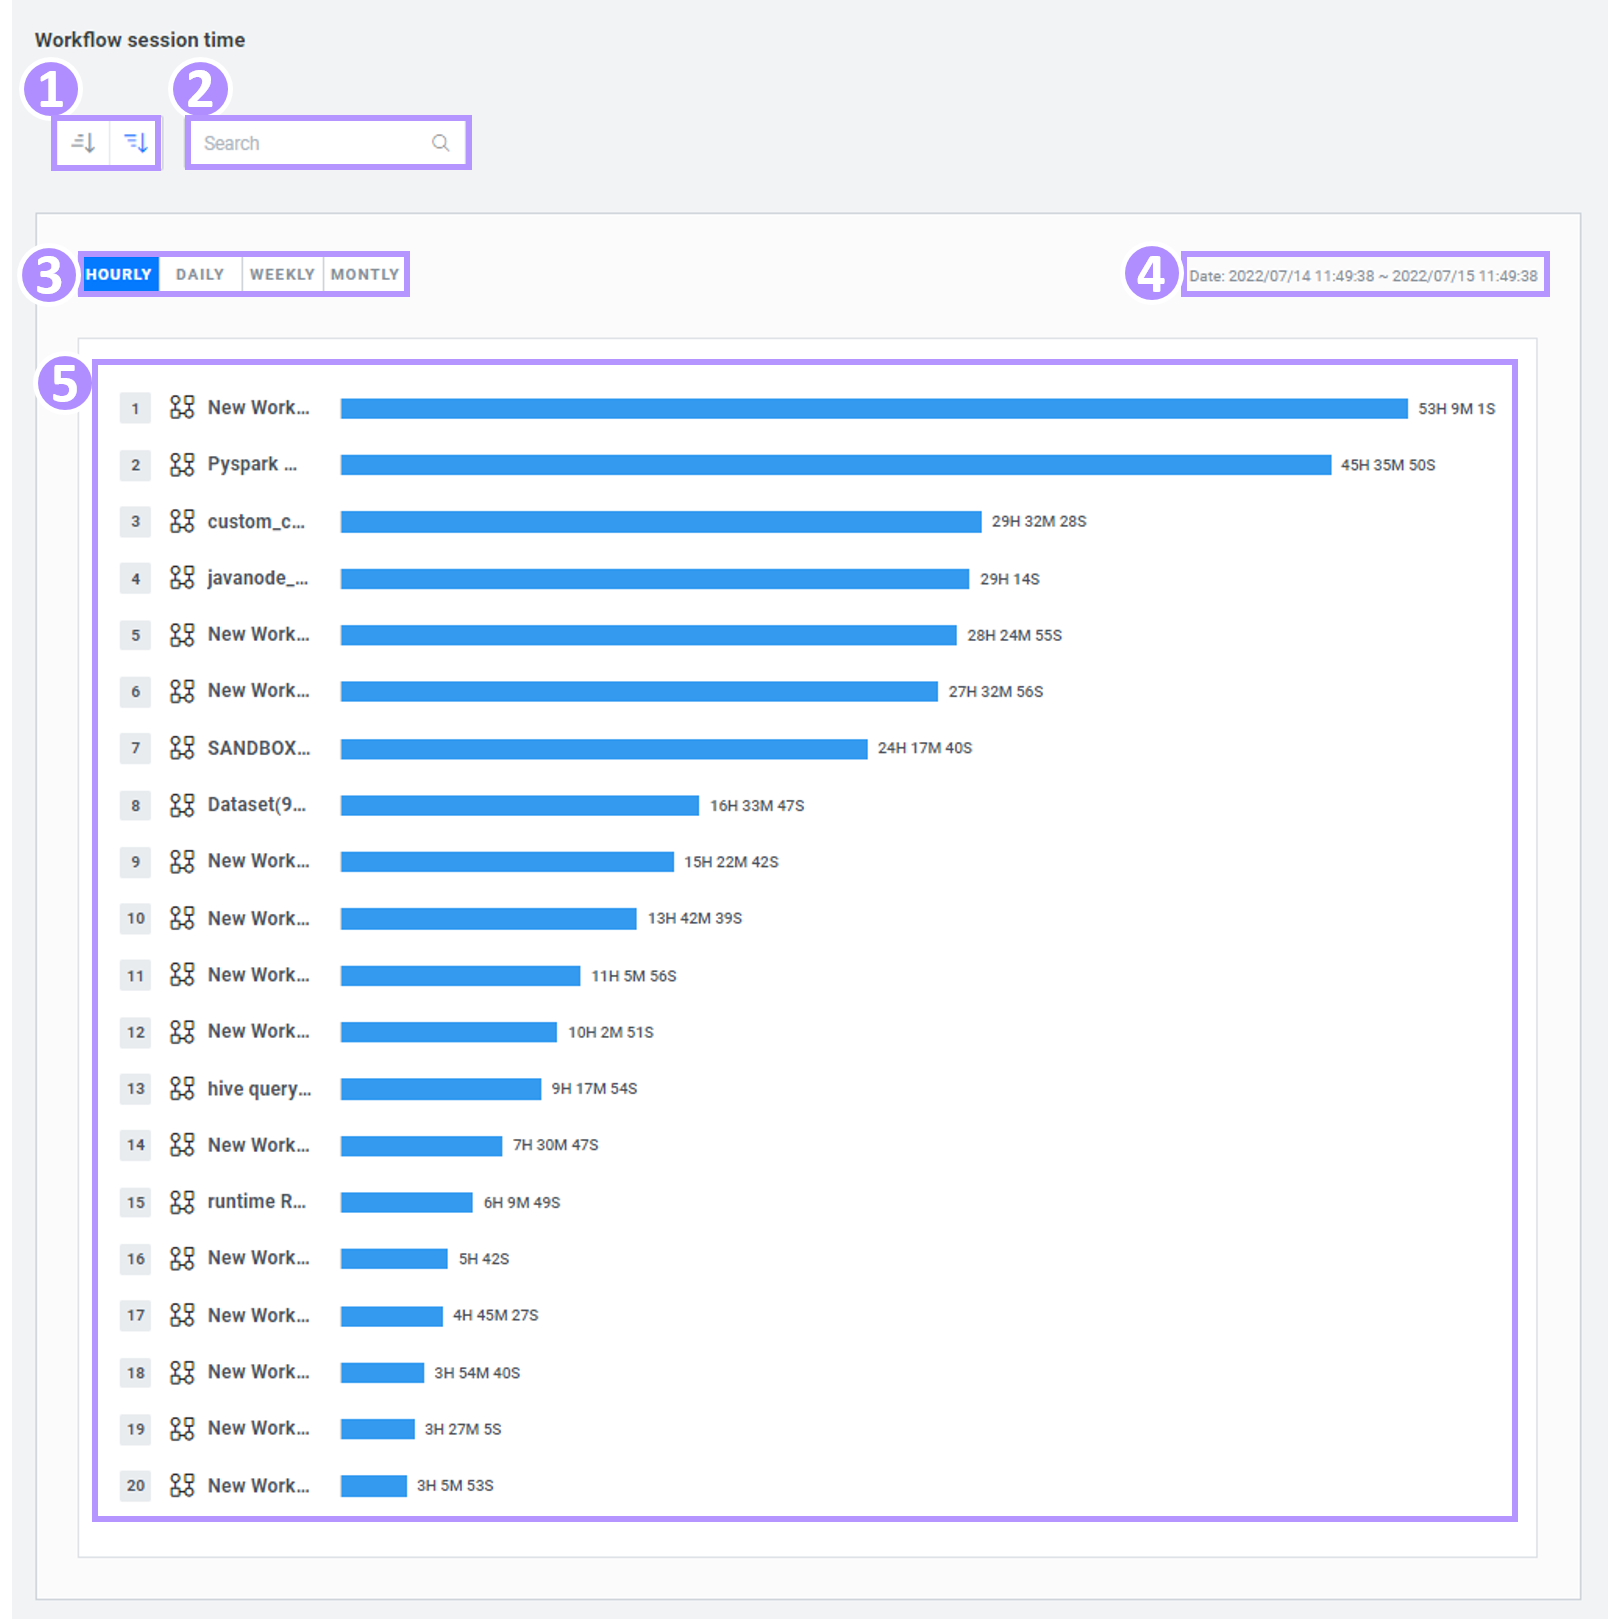 Workflow session time
1 2
Search
3 HOURLY DAILY WEEKLY MONTLY 4 Date: 2022/07/14 11:49:38 ~ 2022/07/15 11:49:38
5
1 New Work... 53H 9M 1S
2 Pyspark ... 45H 35M 50S
3 custom_c... 29H 32M 28S
4 javanode_... 29H 14S
5 New Work... 28H 24M 55S
6 New Work... 27H 32M 56S
7 SANDBOX... 24H 17M 40S
8 Dataset(9... 16H 33M 47S
9 New Work... 15H 22M 42S
10 New Work... 13H 42M 39S
11 New Work... 11H 5M 56S
12 New Work... 10H 2M 51S
13 hive query... 9H 17M 54S
14 New Work... 7H 30M 47S
15 runtime R... 6H 9M 49S
16 New Work... 5H 42S
17 New Work... 4H 45M 27S
18 New Work... 3H 54M 40S
19 New Work... 3H 27M 5S
20 New Work... 3H 5M 53S